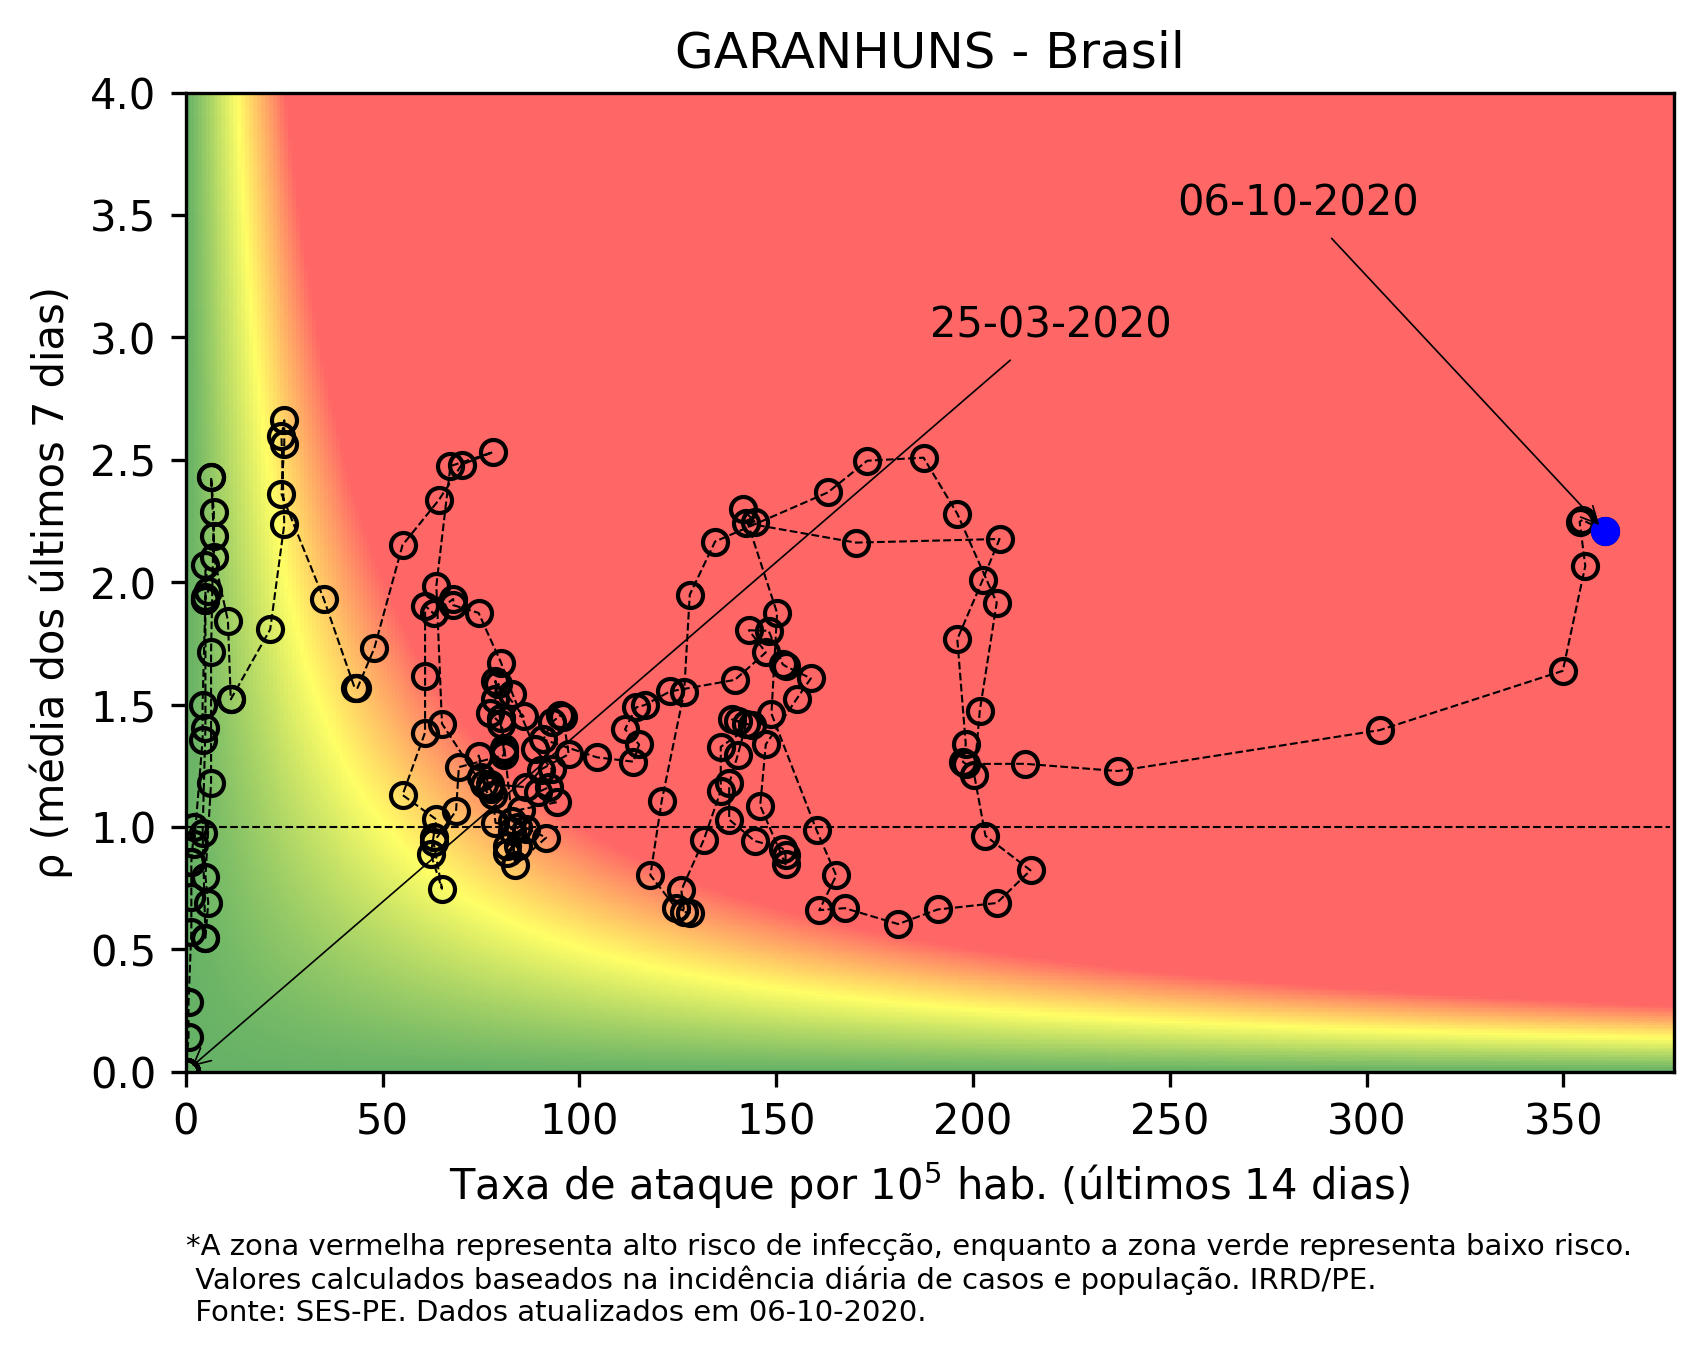 GARANHUNS - Brasil
4.0
3.5
3.0
2.5
2.0
1.5
1.0
0.5
0.0
ρ (média dos últimos 7 dias)
06-10-2020
25-03-2020
0 50 100 150 200 250 300 350
Taxa de ataque por 10⁵ hab. (últimos 14 dias)
*A zona vermelha representa alto risco de infecção, enquanto a zona verde representa baixo risco.
Valores calculados baseados na incidência diária de casos e população. IRRD/PE.
Fonte: SES-PE. Dados atualizados em 06-10-2020.